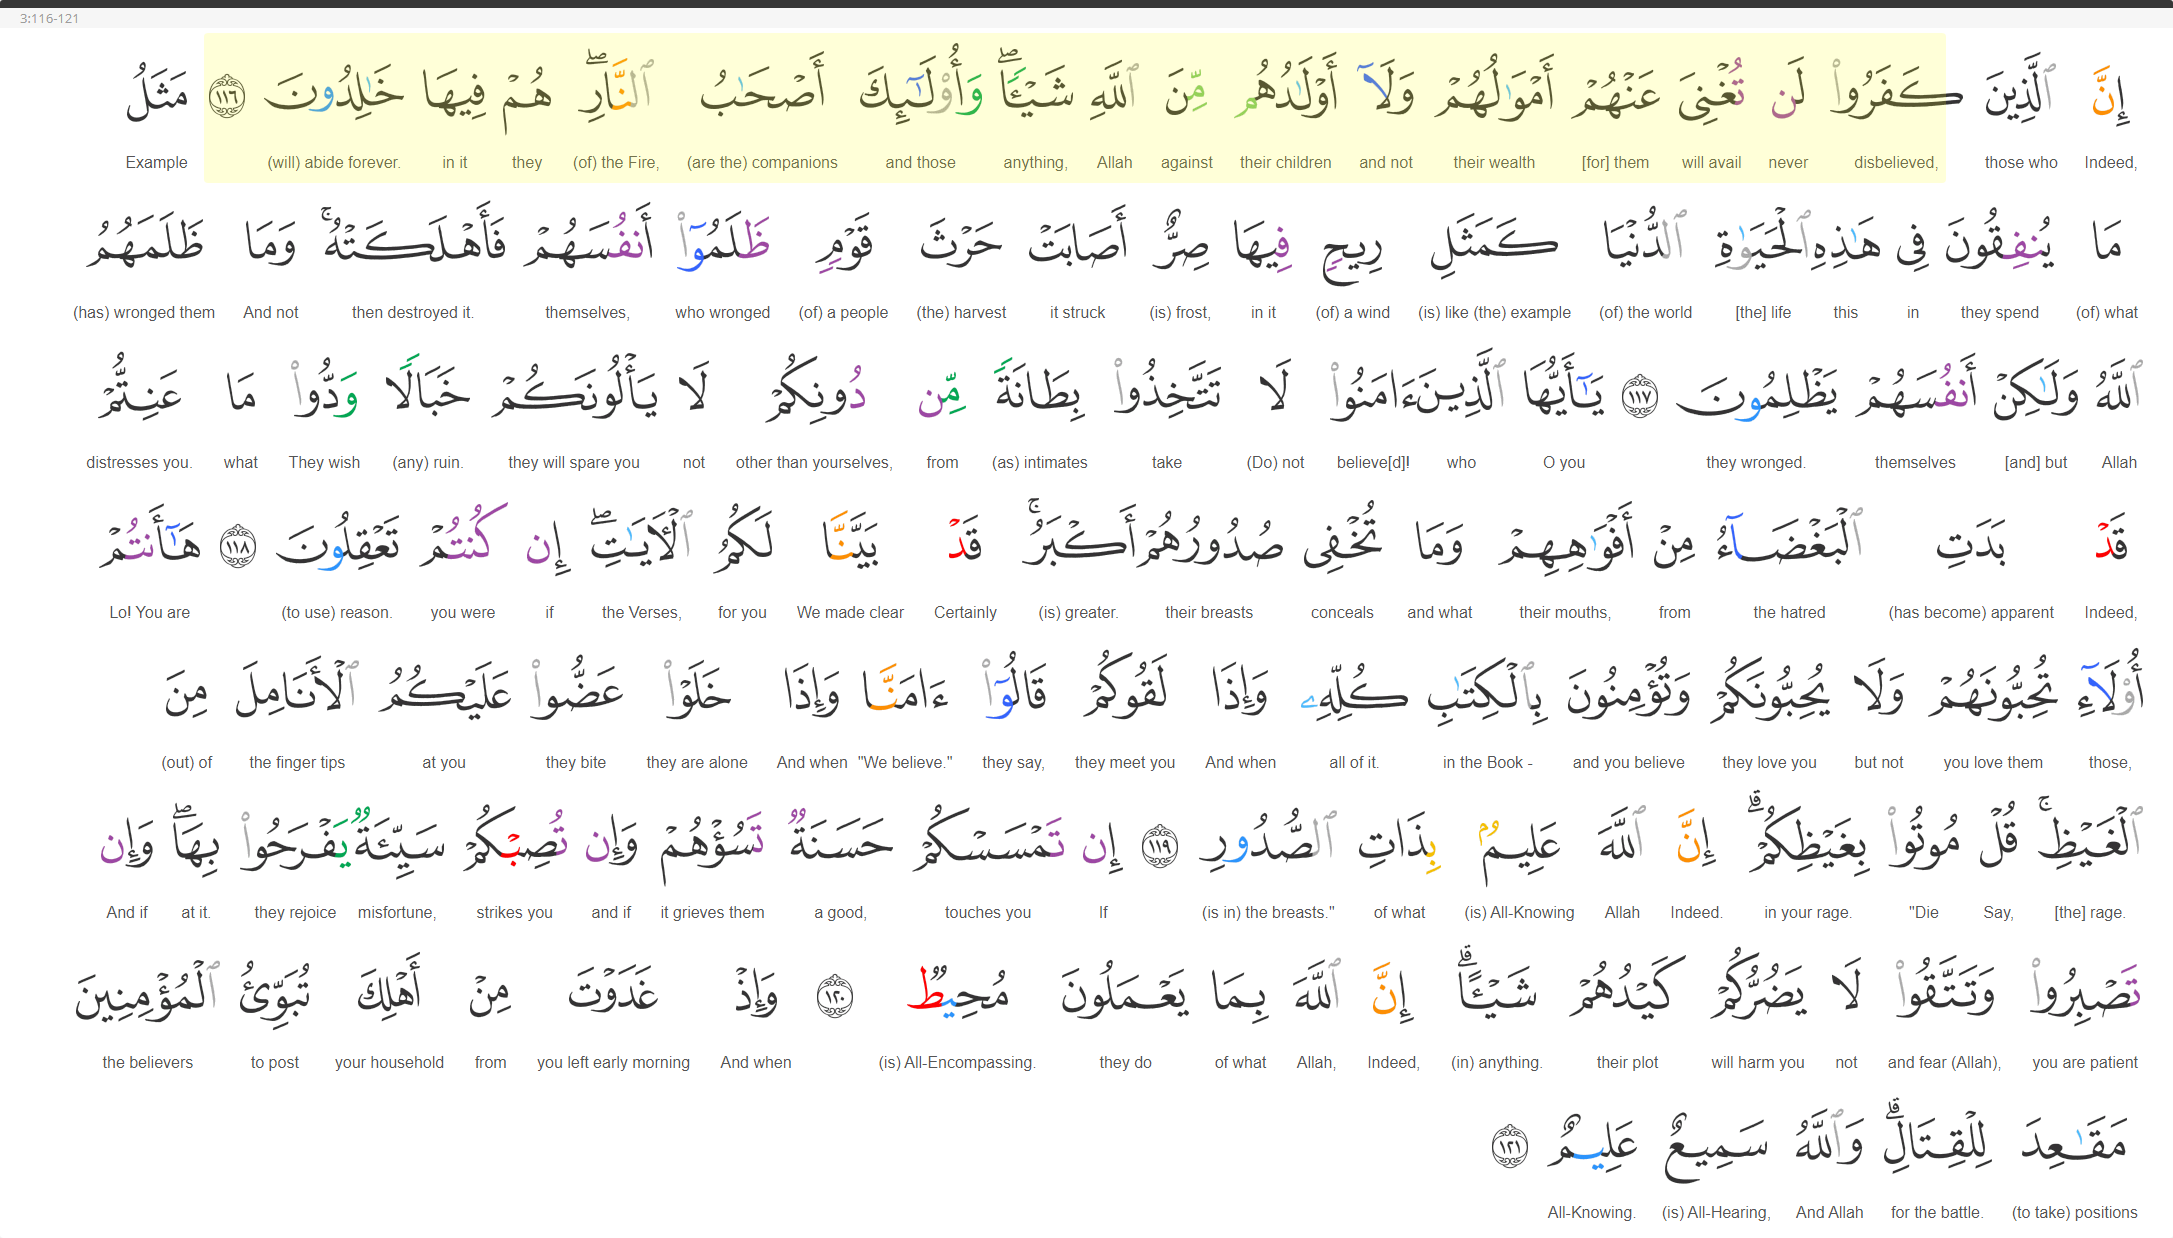 3:116-121
إِنَّ ٱلَّذِينَ كَفَرُوا۟ لَن تُغْنِىَ عَنْهُمْ أَمْوَٰلُهُمْ وَلَآ أَوْلَٰدُهُم مِّنَ ٱللَّهِ شَيْـًٔا ۖ وَأُو۟لَٰٓئِكَ أَصْحَٰبُ ٱلنَّارِ ۖ هُمْ فِيهَا خَٰلِدُونَ ١١٦ مَثَلُ
Indeed, those who disbelieved, never will avail [for] them their wealth and not their children against Allah anything, and those (are the) companions (of) the Fire, they in it (will) abide forever. Example
مَا يُنفِقُونَ فِى هَٰذِهِ ٱلْحَيَوٰةِ ٱلدُّنْيَا كَمَثَلِ رِيحٍ فِيهَا صِرٌّ أَصَابَتْ حَرْثَ قَوْمٍ ظَلَمُوٓا۟ أَنفُسَهُمْ فَأَهْلَكَتْهُ ۚ وَمَا ظَلَمَهُمُ
(of) what they spend in this [the] life (of) the world (is) like (the) example (of) a wind in it (is) frost, it struck (the) harvest (of) a people who wronged themselves, then destroyed it. And not (has) wronged them
ٱللَّهُ وَلَٰكِنْ أَنفُسَهُمْ يَظْلِمُونَ ١١٧ يَٰٓأَيُّهَا ٱلَّذِينَ ءَامَنُوا۟ لَا تَتَّخِذُوا۟ بِطَانَةً مِّن دُونِكُمْ لَا يَأْلُونَكُمْ خَبَالًا وَدُّوا۟ مَا عَنِتُّمْ
Allah [and] but themselves they wronged. O you who believe[d]! (Do) not take (as) intimates from other than yourselves, not they will spare you (any) ruin. They wish what distresses you.
قَدْ بَدَتِ ٱلْبَغْضَآءُ مِنْ أَفْوَٰهِهِمْ وَمَا تُخْفِى صُدُورُهُمْ أَكْبَرُ ۚ قَدْ بَيَّنَّا لَكُمُ ٱلْـَٔايَٰتِ ۖ إِن كُنتُمْ تَعْقِلُونَ ١١٨ هَٰٓأَنتُمْ
Indeed, (has become) apparent the hatred from their mouths, and what conceals their breasts (is) greater. Certainly We made clear for you the Verses, if you were (to use) reason. Lo! You are
أُو۟لَآءِ تُحِبُّونَهُمْ وَلَا يُحِبُّونَكُمْ وَتُؤْمِنُونَ بِٱلْكِتَٰبِ كُلِّهِۦ وَإِذَا لَقُوكُمْ قَالُوٓا۟ ءَامَنَّا وَإِذَا خَلَوْا۟ عَضُّوا۟ عَلَيْكُمُ ٱلْأَنَامِلَ مِنَ
those, you love them but not they love you and you believe in the Book - all of it. And when they meet you they say, "We believe." And when they are alone they bite at you the finger tips (out) of
ٱلْغَيْظِ ۚ قُلْ مُوتُوا۟ بِغَيْظِكُمْ ۗ إِنَّ ٱللَّهَ عَلِيمٌۢ بِذَاتِ ٱلصُّدُورِ ١١٩ إِن تَمْسَسْكُمْ حَسَنَةٌ تَسُؤْهُمْ وَإِن تُصِبْكُمْ سَيِّئَةٌ يَفْرَحُوا۟ بِهَا ۖ وَإِن
[the] rage. Say, "Die in your rage. Indeed. Allah (is) All-Knowing of what (is in) the breasts." If touches you a good, it grieves them and if strikes you misfortune, they rejoice at it. And if
تَصْبِرُوا۟ وَتَتَّقُوا۟ لَا يَضُرُّكُمْ كَيْدُهُمْ شَيْـًٔا ۗ إِنَّ ٱللَّهَ بِمَا يَعْمَلُونَ مُحِيطٌ ١٢٠ وَإِذْ غَدَوْتَ مِنْ أَهْلِكَ تُبَوِّئُ ٱلْمُؤْمِنِينَ
you are patient and fear (Allah), not will harm you their plot (in) anything. Indeed, Allah, of what they do (is) All-Encompassing. And when you left early morning from your household to post the believers
مَقَٰعِدَ لِلْقِتَالِ ۗ وَٱللَّهُ سَمِيعٌ عَلِيمٌ ١٢١
(to take) positions for the battle. And Allah (is) All-Hearing, All-Knowing.